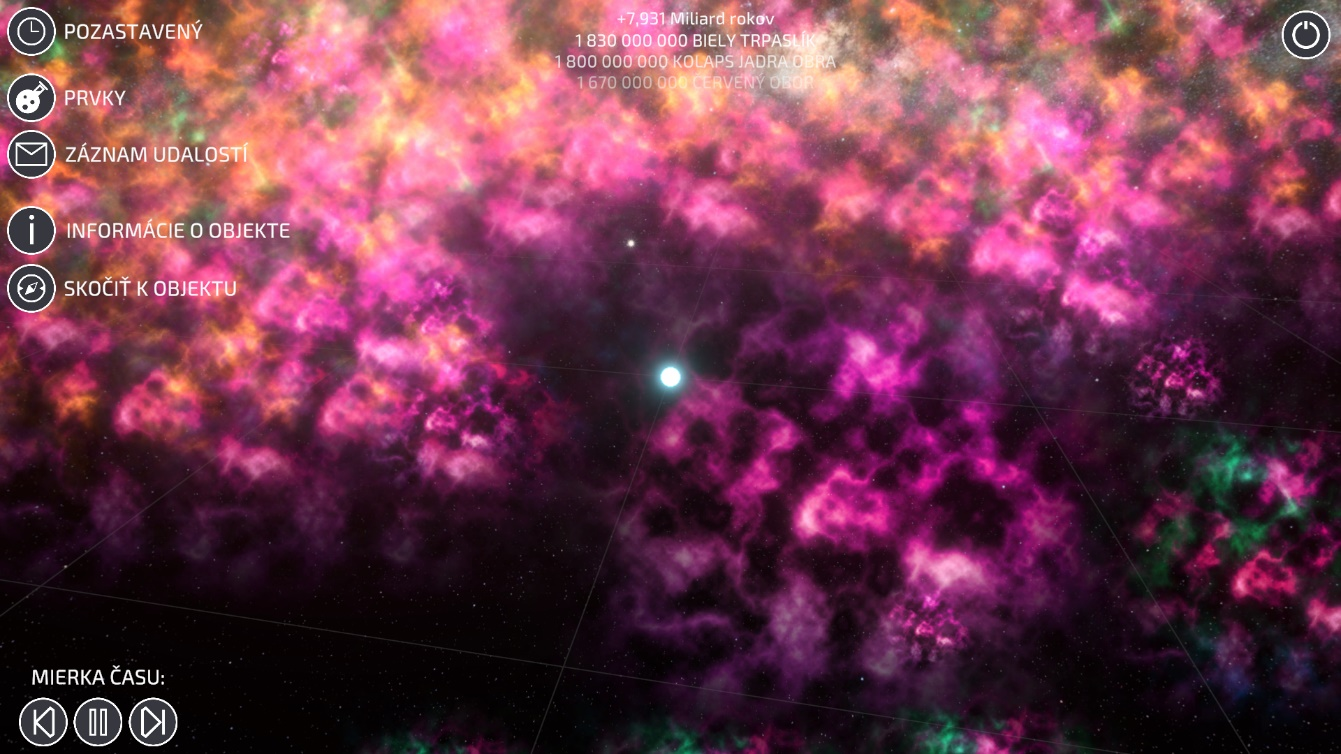 POZASTAVENÝ
PRVKY
ZÁZNAM UDALOSTÍ
INFORMÁCIE O OBJEKTE
SKOČIŤ K OBJEKTU
+7,931 Miliard rokov
1 830 000 000 BIELY TRPASLÍK
1 800 000 000 KOLAPS JADRA OBRA
1 670 000 000 ČERVENÝ OBOR
MIERKA ČASU: